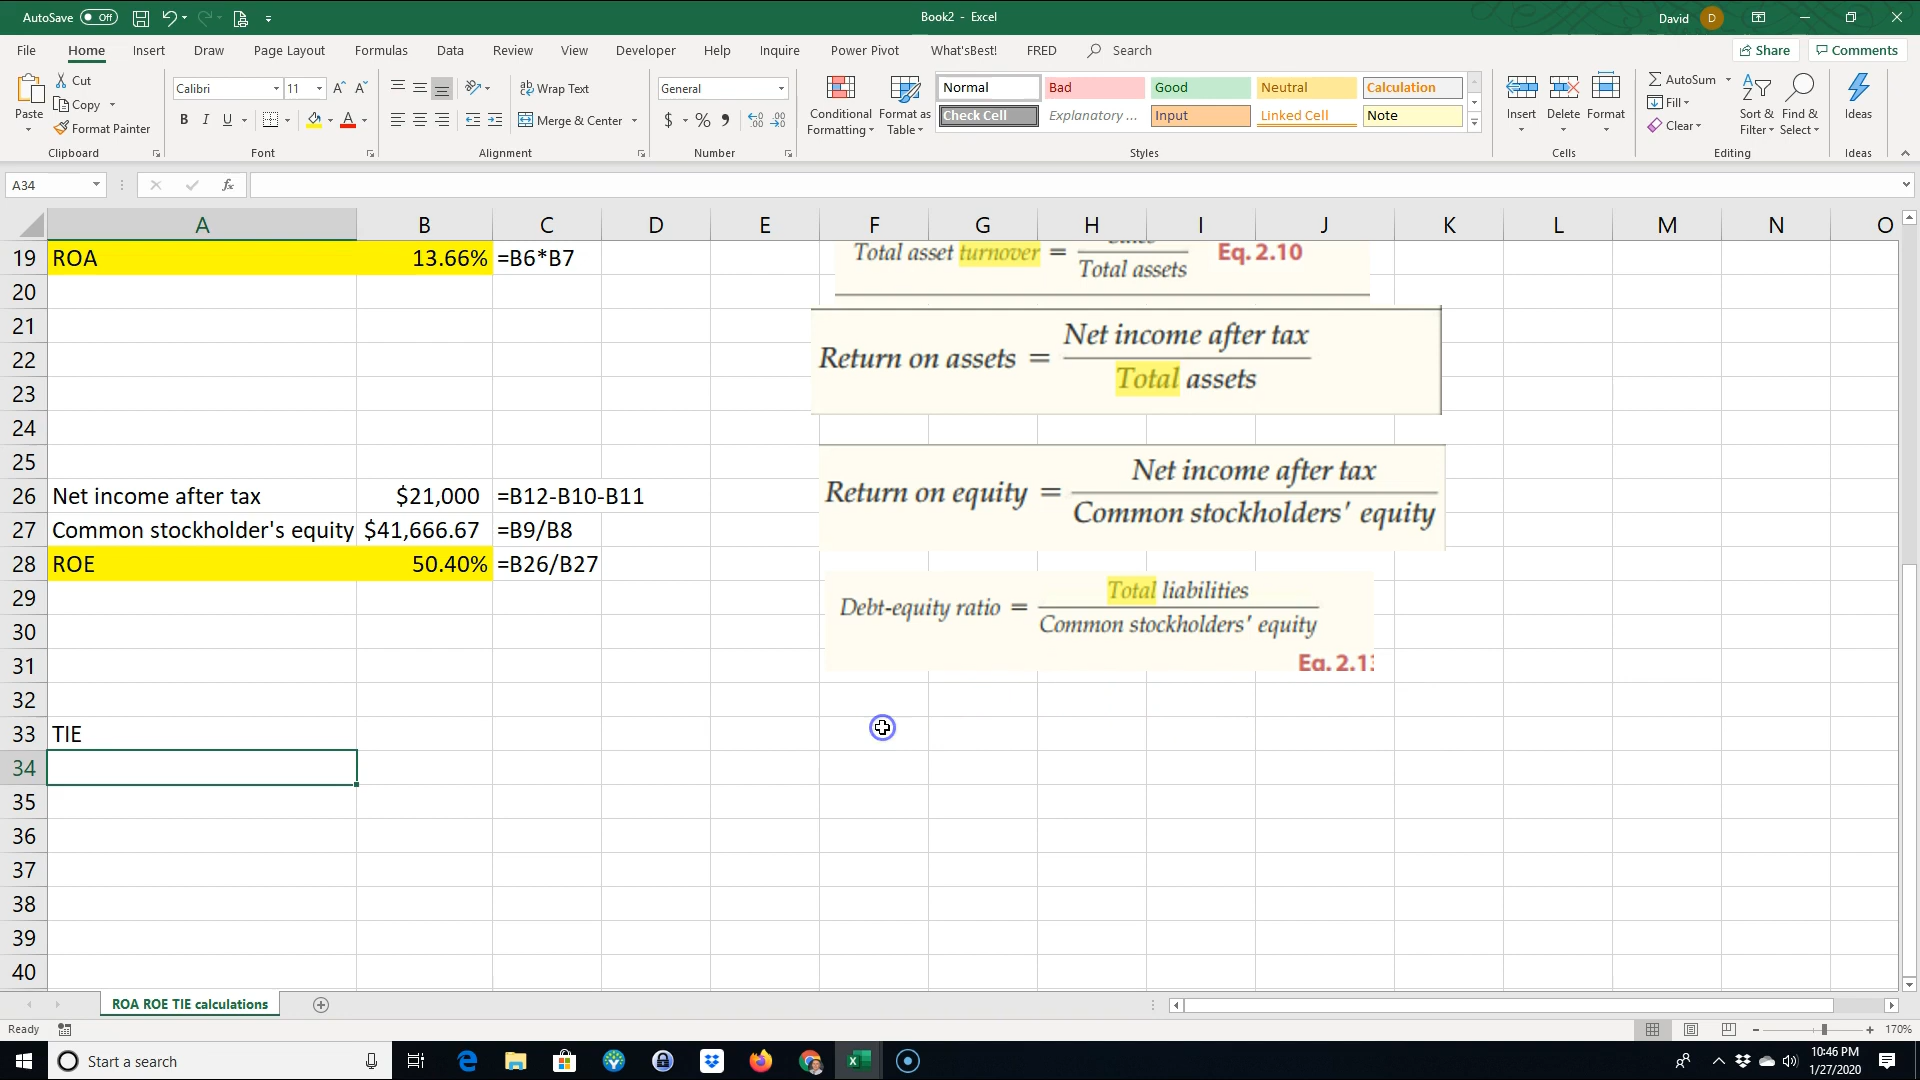 AutoSave Off
Book2 - Excel
David D
File Home Insert Draw Page Layout Formulas Data Review View Developer Help Inquire Power Pivot What'sBest! FRED Search
Share Comments
Paste
Cut
Copy
Format Painter
Clipboard
Calibri 11 A^ Aˇ
B I U A
Font
ab Wrap Text
Merge & Center
Alignment
General
$ % 9
Number
Conditional Formatting
Format as Table
Normal Bad Good Neutral Calculation
Check Cell Explanatory ... Input Linked Cell Note
Styles
Insert Delete Format
Cells
AutoSum
Fill
Clear
Sort & Filter
Find & Select
Editing
Ideas
Ideas
A34 fx
A B C D E F G H I J K L M N O
19 ROA 13.66% =B6*B7
20
21
22
23
24
25
26 Net income after tax $21,000 =B12-B10-B11
27 Common stockholder's equity $41,666.67 =B9/B8
28 ROE 50.40% =B26/B27
29
30
31
32
33 TIE
34
35
36
37
38
39
40
Total asset turnover = Sales / Total assets Eq. 2.10
Return on assets = Net income after tax / Total assets
Return on equity = Net income after tax / Common stockholders' equity
Debt-equity ratio = Total liabilities / Common stockholders' equity
Eq. 2.13
ROA ROE TIE calculations
Ready
170%
Start a search
10:46 PM
1/27/2020